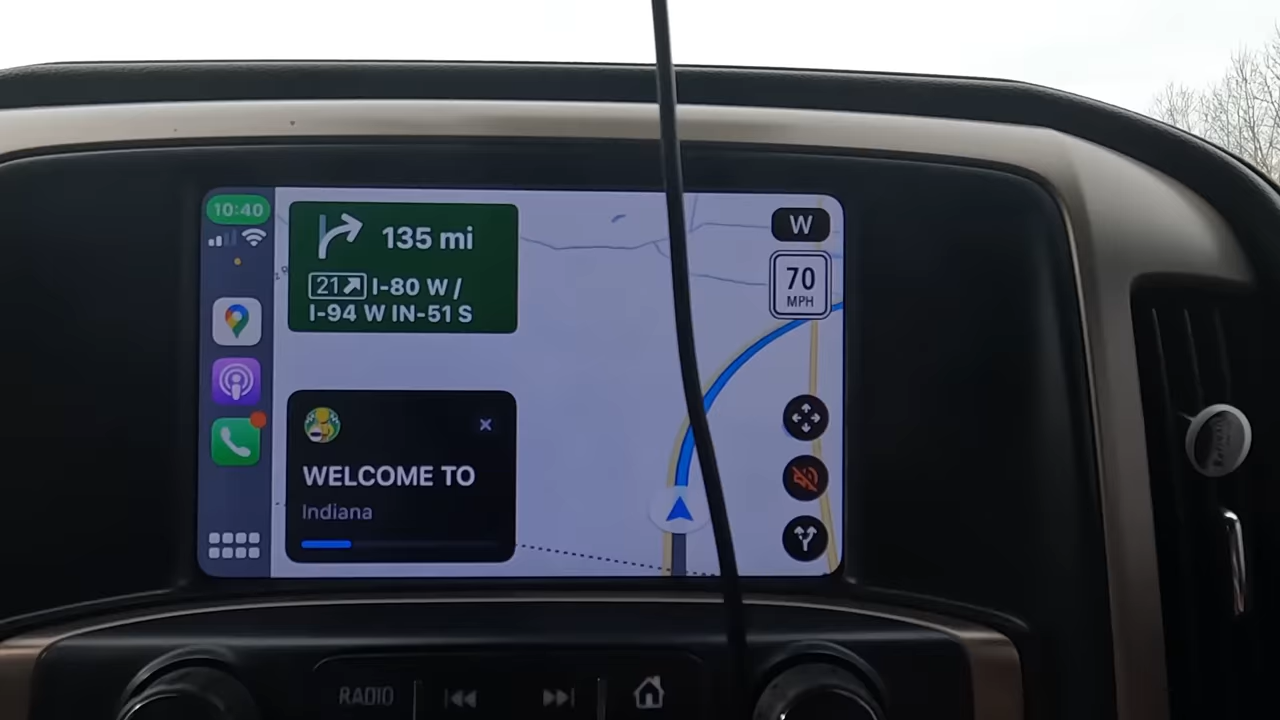 10:40
135 mi
21 I-80 W /
I-94 W IN-51 S
W
70
MPH
WELCOME TO
Indiana
RADIO